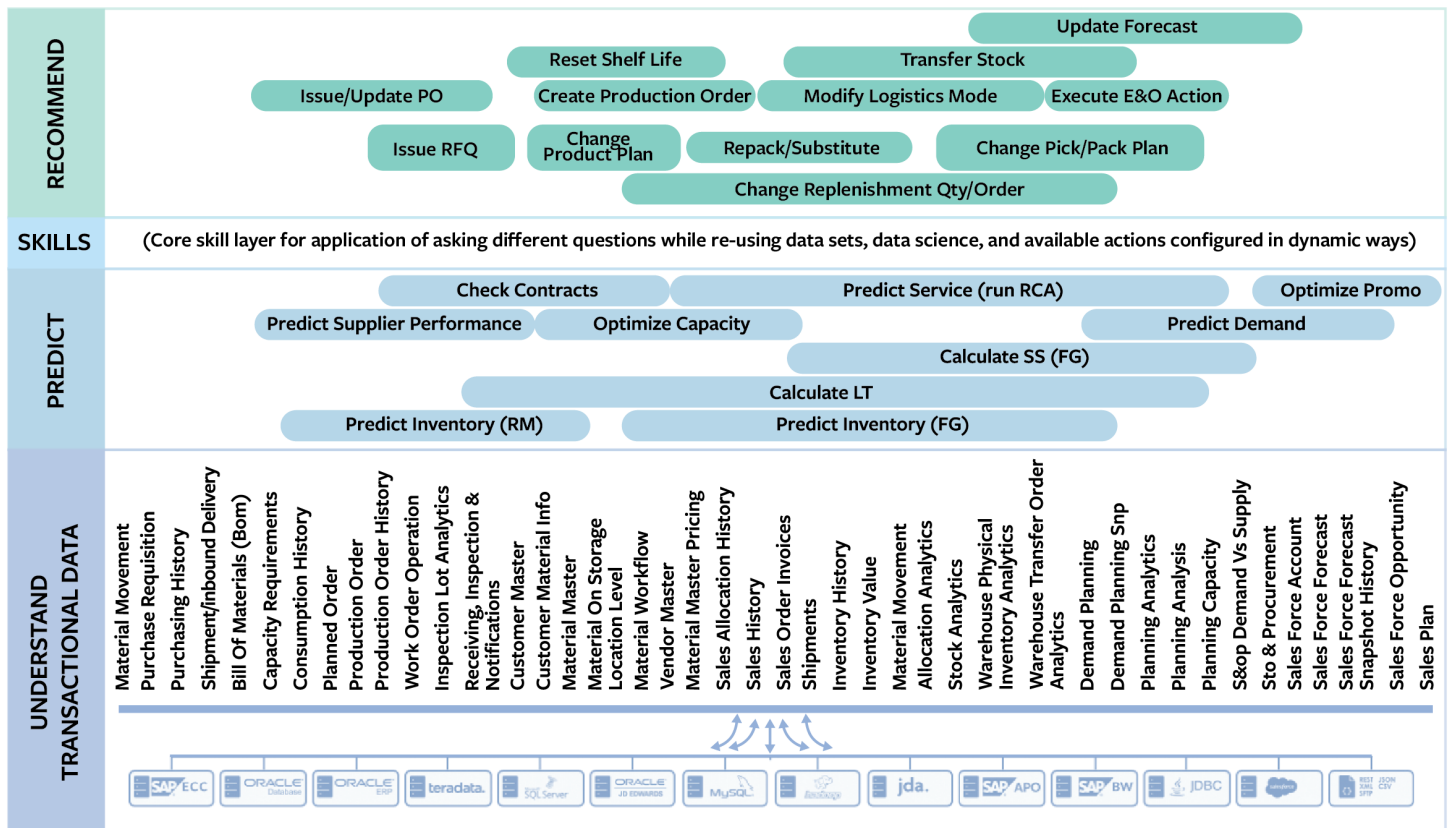 RECOMMEND
Update Forecast
Reset Shelf Life
Transfer Stock
Issue/Update PO
Create Production Order
Modify Logistics Mode
Execute E&O Action
Issue RFQ
Change
Product Plan
Repack/Substitute
Change Pick/Pack Plan
Change Replenishment Qty/Order
SKILLS
(Core skill layer for application of asking different questions while re-using data sets, data science, and available actions configured in dynamic ways)
PREDICT
Check Contracts
Predict Service (run RCA)
Optimize Promo
Predict Supplier Performance
Optimize Capacity
Predict Demand
Calculate SS (FG)
Calculate LT
Predict Inventory (RM)
Predict Inventory (FG)
UNDERSTAND
TRANSACTIONAL DATA
Material Movement
Purchase Requisition
Purchasing History
Shipment/inbound Delivery
Bill Of Materials (Bom)
Capacity Requirements
Consumption History
Planned Order
Production Order
Production Order History
Work Order Operation
Inspection Lot Analytics
Receiving, Inspection &
Notifications
Customer Master
Customer Material Info
Material Master
Material On Storage
Location Level
Material Workflow
Vendor Master
Material Master Pricing
Sales Allocation History
Sales History
Sales Order Invoices
Shipments
Inventory History
Inventory Value
Material Movement
Allocation Analytics
Stock Analytics
Warehouse Physical
Inventory Analytics
Warehouse Transfer Order
Analytics
Demand Planning
Demand Planning Snp
Planning Analytics
Planning Analysis
Planning Capacity
S&op Demand Vs Supply
Sto & Procurement
Sales Force Account
Sales Force Forecast
Sales Force Forecast
Snapshot History
Sales Force Opportunity
Sales Plan
SAP ECC
ORACLE
Database
ORACLE
ERP
teradata.
SQL Server
ORACLE
JD EDWARDS
MySQL
jda.
SAP APO
SAP BW
JDBC
salesforce
REST
XML
SFTP
JSON
CSV